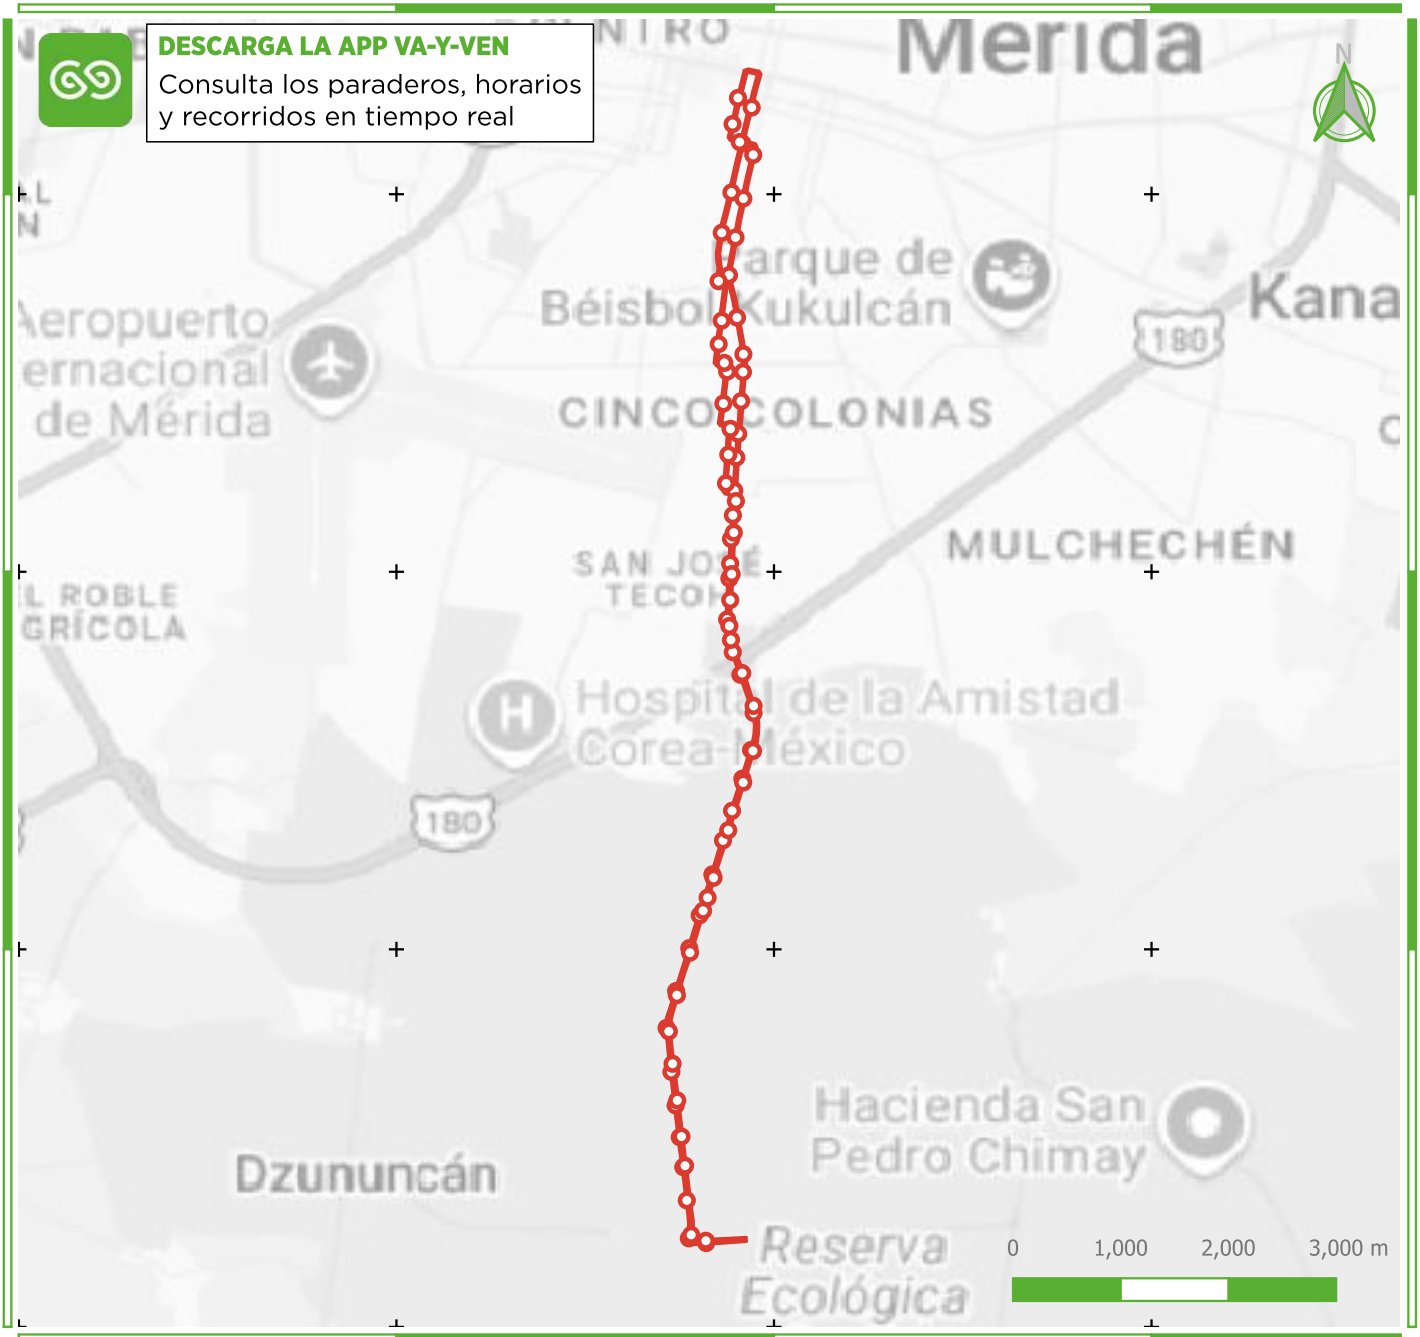 DESCARGA LA APP VA-Y-VEN
Consulta los paraderos, horarios
y recorridos en tiempo real
Mérida
N
Parque de
Béisbol Kukulcán
180
Kana
Aeropuerto
ernacional
de Mérida
CINCO COLONIAS
MULCHECHÉN
SAN JOSÉ
TECOH
L ROBLE
GRÍCOLA
H
Hospital de la Amistad
Corea-México
180
Hacienda San
Pedro Chimay
Dzununcán
Reserva
Ecológica
0 1,000 2,000 3,000 m